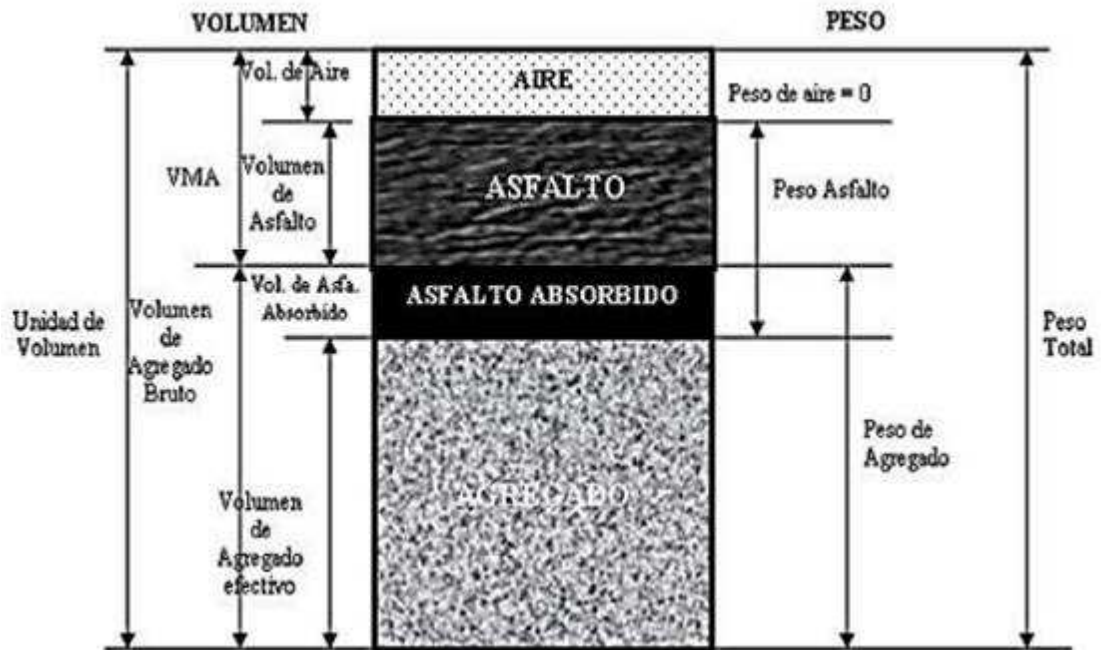 VOLUMEN
PESO
Vol. de Aire
AIRE
Peso de aire = 0
VMA
Volumen
de
Asfalto
ASFALTO
Peso Asfalto
Vol. de Asfa.
Absorbido
ASFALTO ABSORBIDO
Unidad de
Volumen
Volumen
de
Agregado
Bruto
Peso
Total
Peso de
Agregado
AGREGADO
Volumen
de
Agregado
efectivo